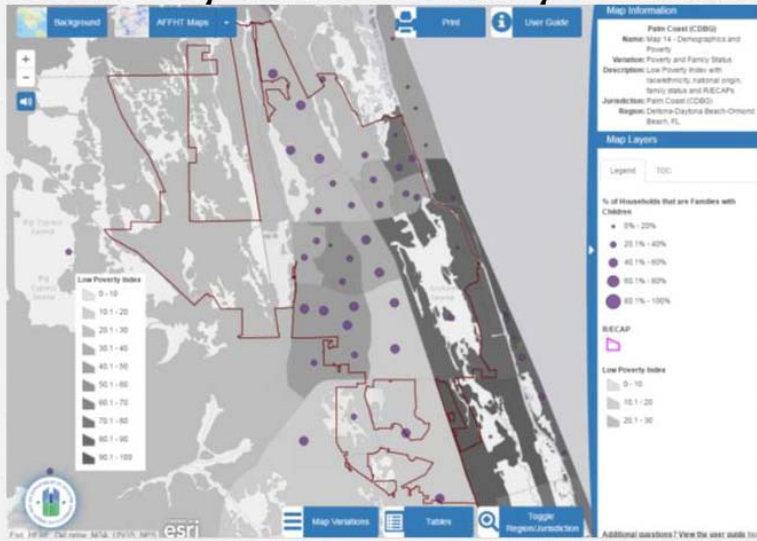 Background
AFFHT Maps
Print
User Guide
Map Information
Palm Coast (CDBG)
Name: Map 14 - Demographics and
Poverty
Variation: Poverty and Family Status
Description: Low Poverty Index with
race/ethnicity, national origin,
family status and R/ECAPs
Jurisdiction: Palm Coast (CDBG)
Region: Deltona-Daytona Beach-Ormond
Beach, FL
Map Layers
Legend
TOC
% of Households that are Families with
Children
0% - 20%
20.1% - 40%
40.1% - 60%
60.1% - 80%
80.1% - 100%
R/ECAP
Low Poverty Index
0 - 10
10.1 - 20
20.1 - 30
+
−
Low Poverty Index
0 - 10
10.1 - 20
20.1 - 30
30.1 - 40
40.1 - 50
50.1 - 60
60.1 - 70
70.1 - 80
80.1 - 90
90.1 - 100
esri
Map Variations
Tables
Toggle
Region/Jurisdiction
Additional questions? View the user guide